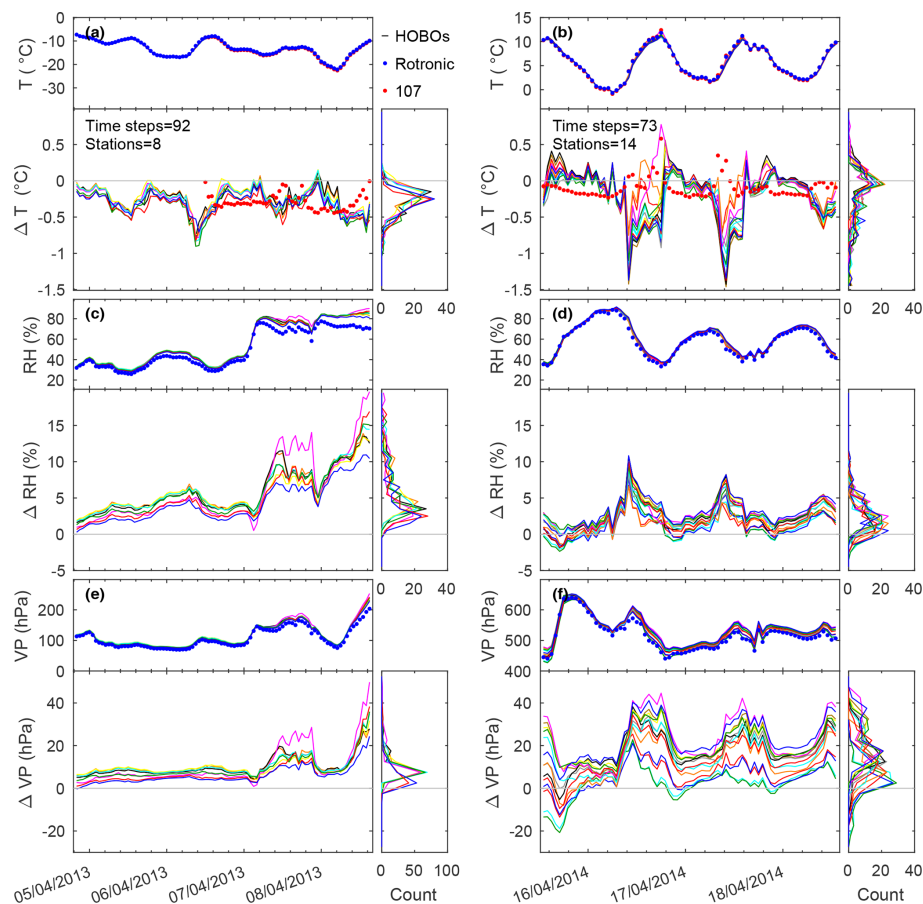 (a)
T ( °C)
0
-10
-20
-30
– HOBOs
• Rotronic
• 107
(b)
T ( °C)
15
10
5
0
Time steps=92
Stations=8
Δ T (°C)
0.5
0
-0.5
-1
-1.5
Time steps=73
Stations=14
Δ T (°C)
0.5
0
-0.5
-1
-1.5
0 20 40
(c)
RH (%)
80
60
40
20
(d)
RH (%)
80
60
40
20
Δ RH (%)
15
10
5
0
-5
Δ RH (%)
15
10
5
0
-5
0 20 40
(e)
VP (hPa)
200
100
0
(f)
VP (hPa)
600
500
400
Δ VP (hPa)
40
20
0
-20
05/04/2013
06/04/2013
07/04/2013
08/04/2013
0 50 100
Count
Δ VP (hPa)
40
20
0
-20
16/04/2014
17/04/2014
18/04/2014
0 20 40
Count